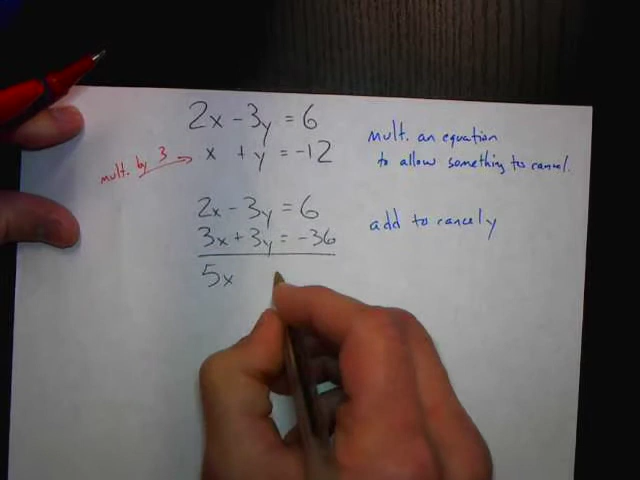 2x - 3y = 6
x + y = -12
mult. by 3
mult. an equation
to allow something to cancel.
2x - 3y = 6
3x + 3y = -36
add to cancel y
5x